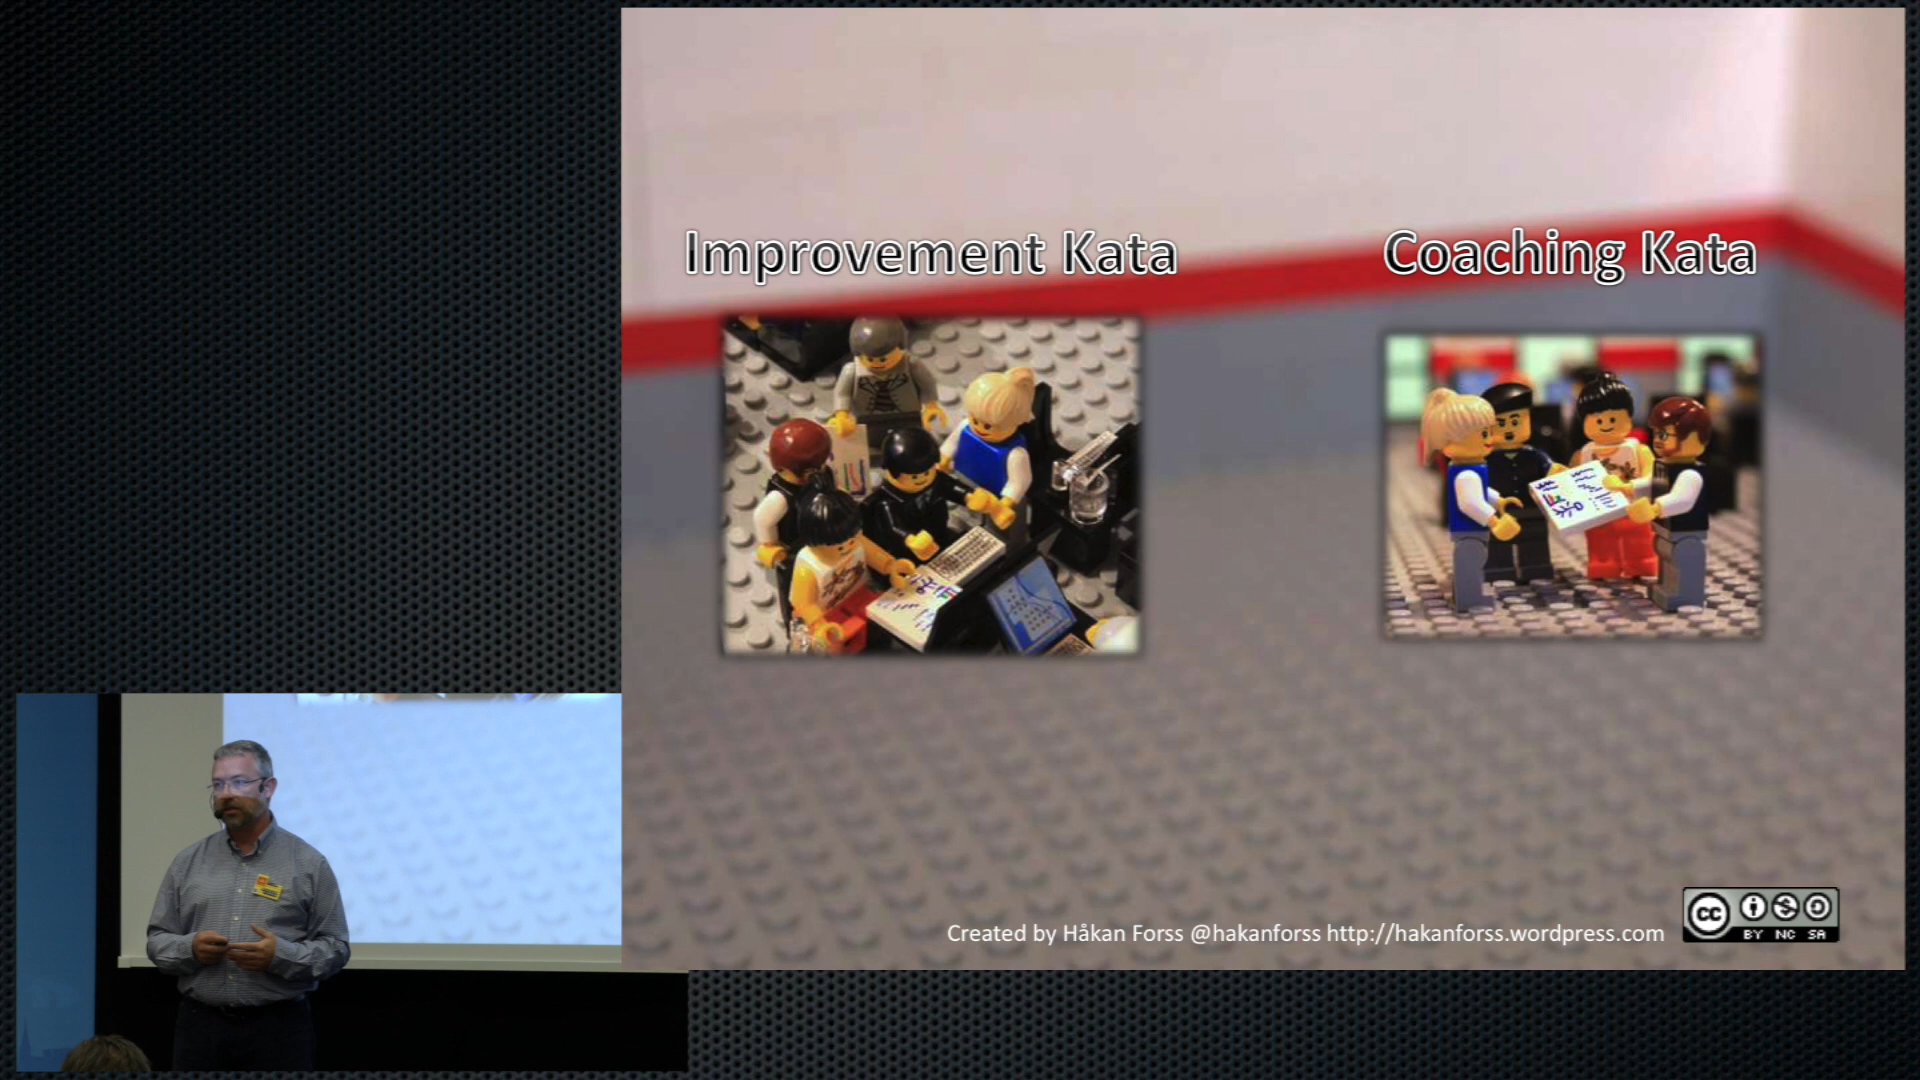 Improvement Kata
Coaching Kata
Created by Håkan Forss @hakanforss http://hakanforss.wordpress.com
cc
BY NC SA